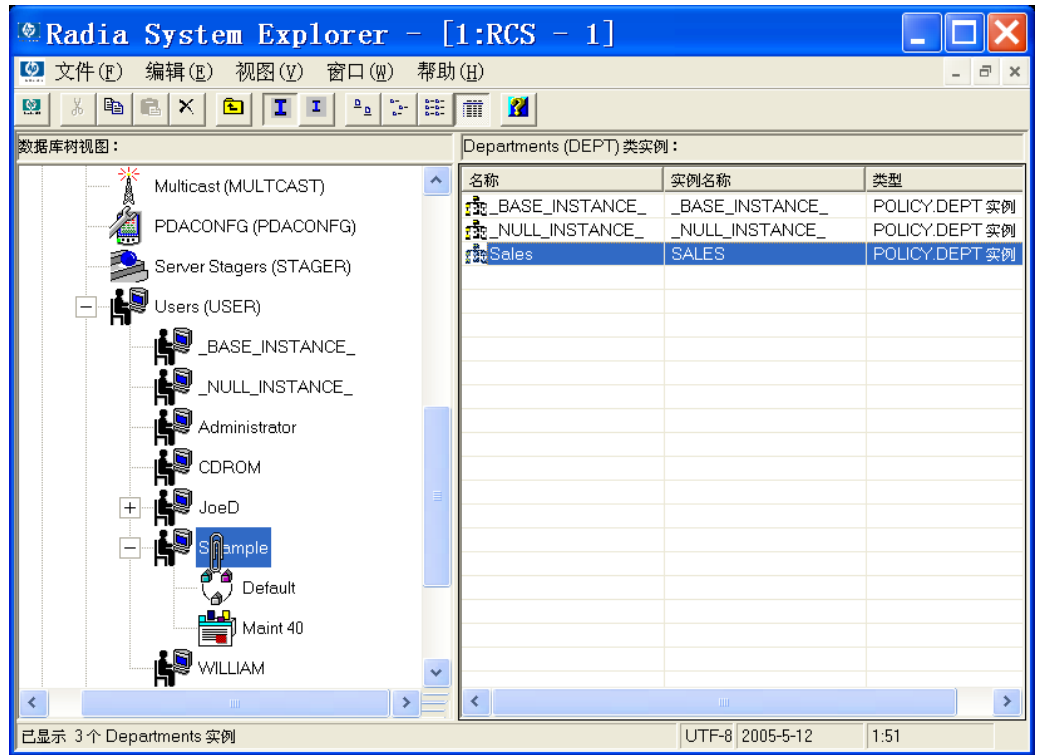 Radia System Explorer - [1:RCS - 1]
文件(F) 编辑(E) 视图(V) 窗口(W) 帮助(H)
数据库树视图：
Departments (DEPT) 类实例：
Multicast (MULTCAST)
PDACONFG (PDACONFG)
Server Stagers (STAGER)
Users (USER)
_BASE_INSTANCE_
_NULL_INSTANCE_
Administrator
CDROM
JoeD
Default
Maint 40
WILLIAM
名称 实例名称 类型
_BASE_INSTANCE_ _BASE_INSTANCE_ POLICY.DEPT 实例
_NULL_INSTANCE_ _NULL_INSTANCE_ POLICY.DEPT 实例
Sales SALES POLICY.DEPT 实例
已显示 3个 Departments 实例
UTF-8 2005-5-12 1:51